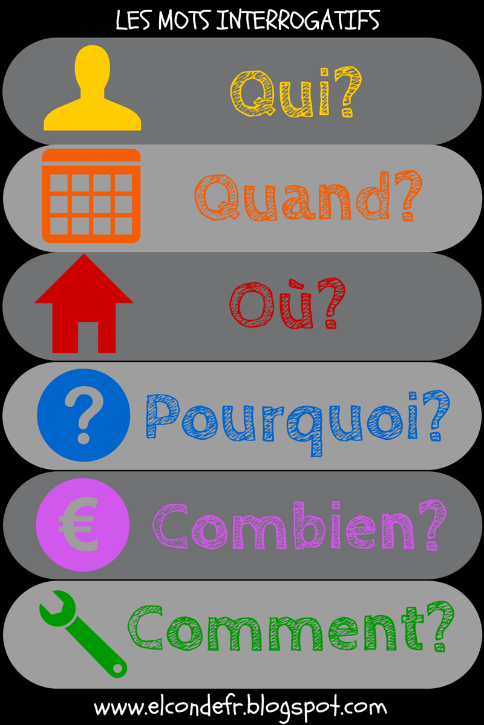 LES MOTS INTERROGATIFS
Qui?
Quand?
Où?
?
Pourquoi?
€
Combien?
Comment?
www.elcondefr.blogspot.com